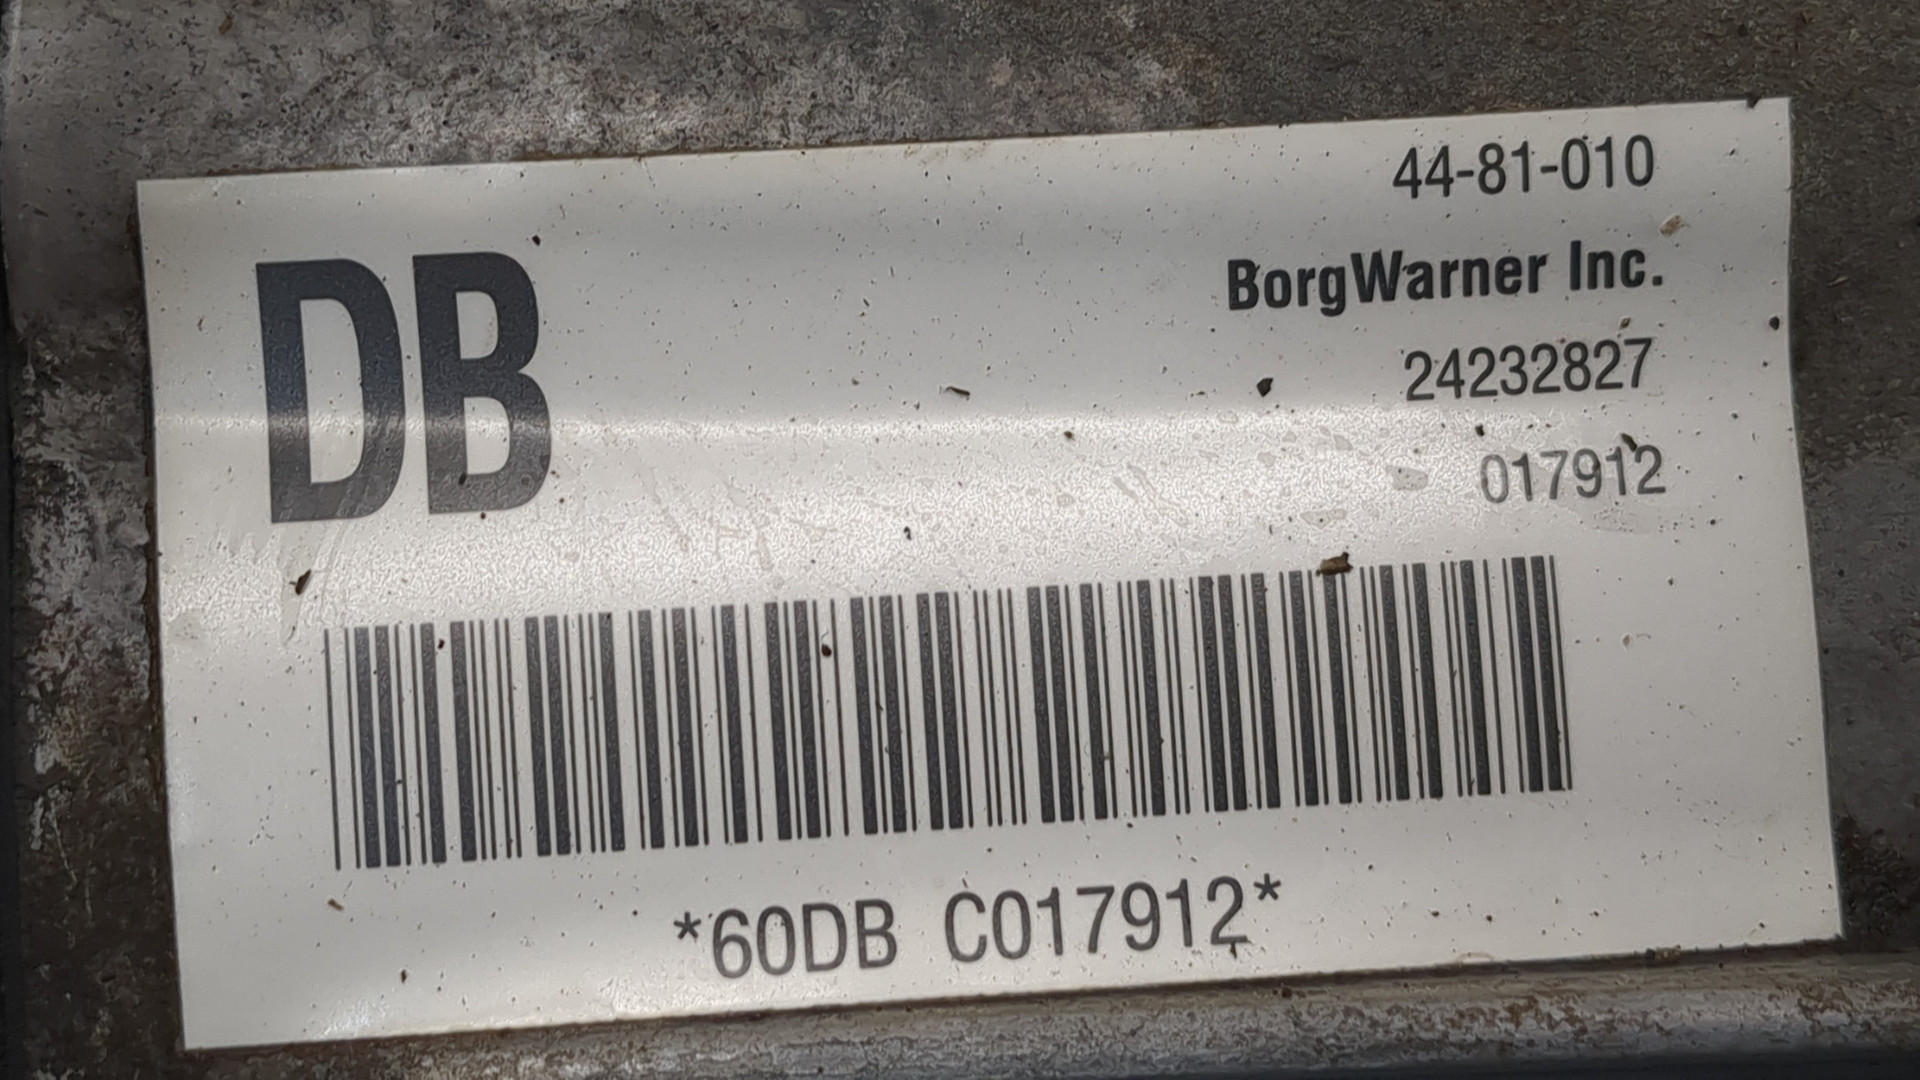 44-81-010
DB
BorgWarner Inc.
24232827
017912
*60DB C017912*